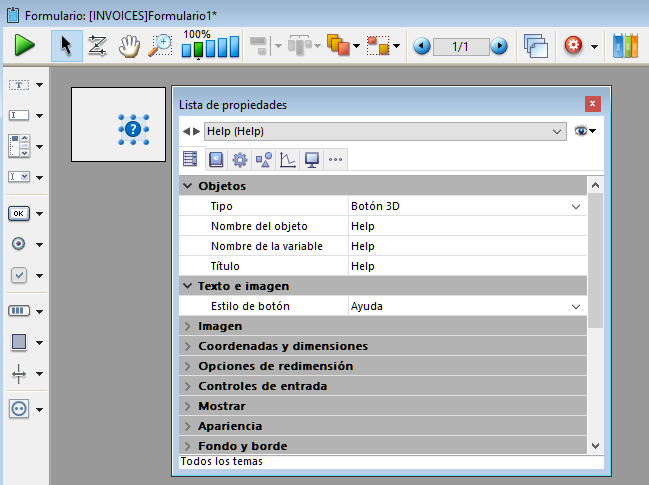 Formulario: [INVOICES]Formulario1*
100%
1/1
T
I
I
OK
?
Lista de propiedades
x
Help (Help)
Objetos
Tipo Botón 3D
Nombre del objeto Help
Nombre de la variable Help
Título Help
Texto e imagen
Estilo de botón Ayuda
Imagen
Coordenadas y dimensiones
Opciones de redimensión
Controles de entrada
Mostrar
Apariencia
Fondo y borde
Todos los temas